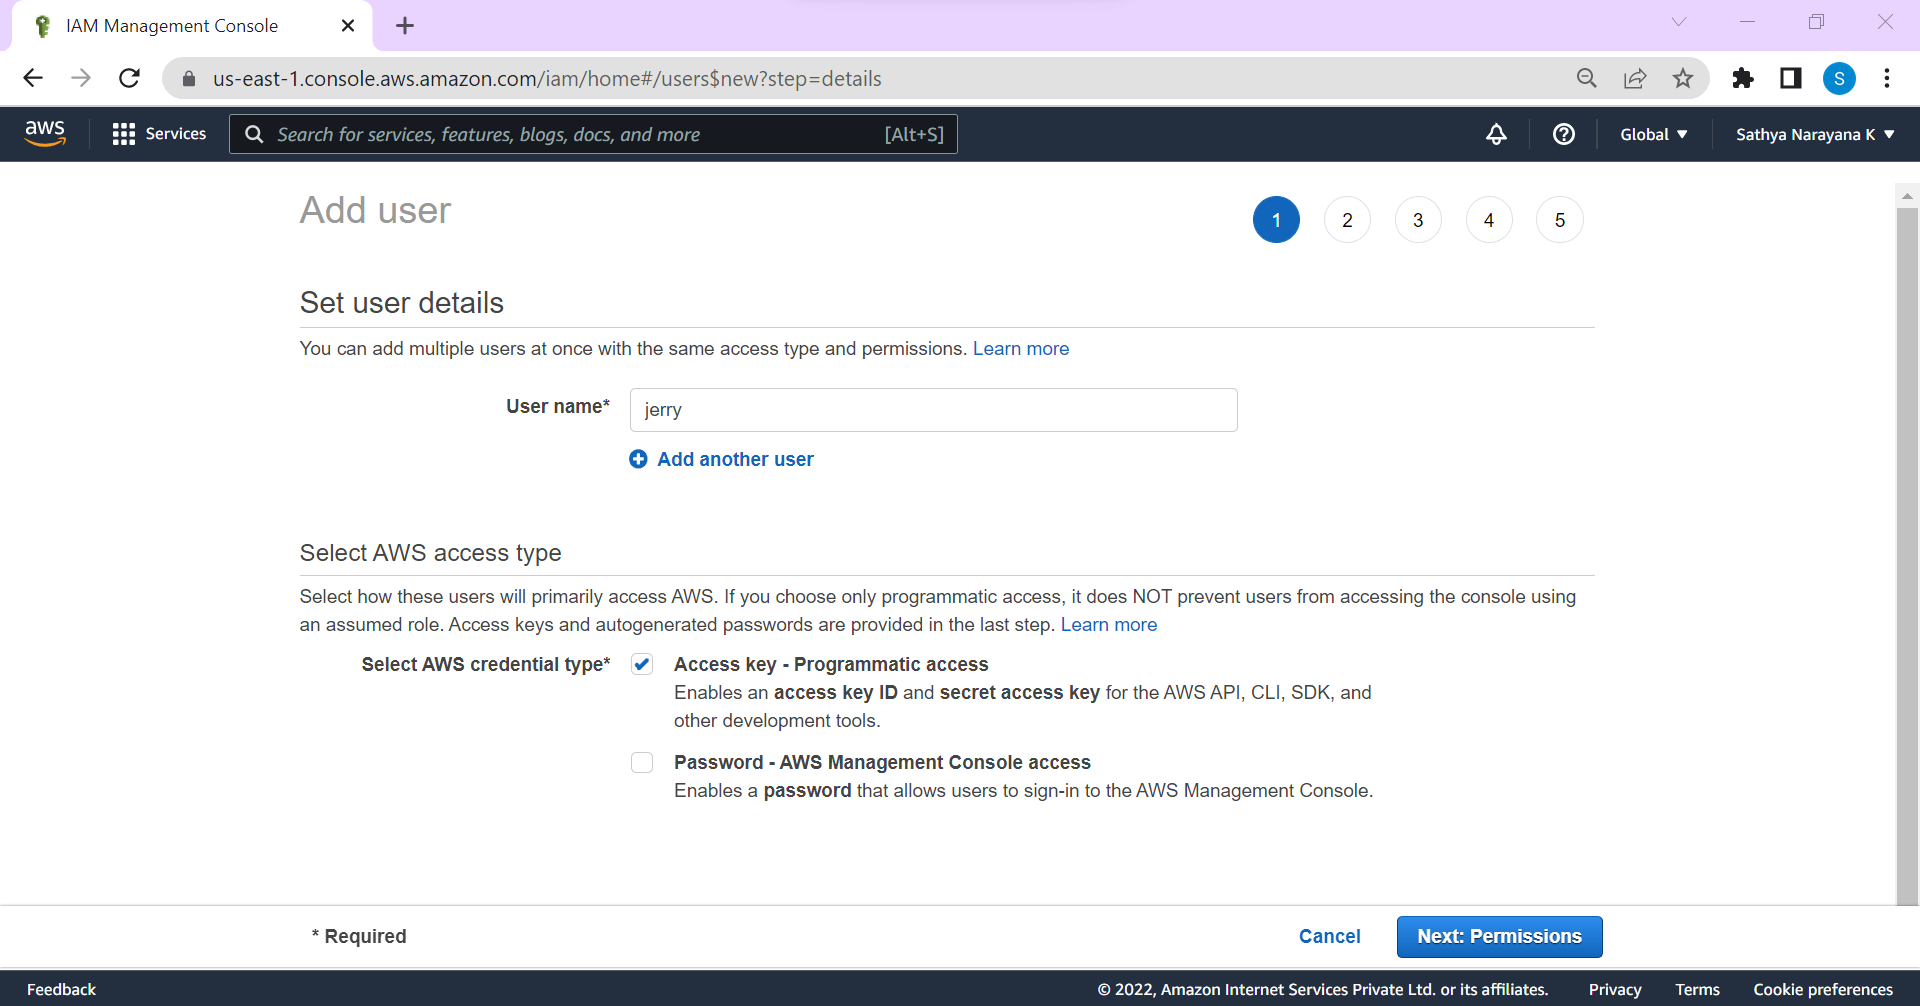 IAM Management Console
us-east-1.console.aws.amazon.com/iam/home#/users$new?step=details
S
aws
Services
Search for services, features, blogs, docs, and more
[Alt+S]
Global
Sathya Narayana K
Add user
1 2 3 4 5
Set user details
You can add multiple users at once with the same access type and permissions. Learn more
User name*
jerry
Add another user
Select AWS access type
Select how these users will primarily access AWS. If you choose only programmatic access, it does NOT prevent users from accessing the console using
an assumed role. Access keys and autogenerated passwords are provided in the last step. Learn more
Select AWS credential type*
Access key - Programmatic access
Enables an access key ID and secret access key for the AWS API, CLI, SDK, and
other development tools.
Password - AWS Management Console access
Enables a password that allows users to sign-in to the AWS Management Console.
* Required
Cancel
Next: Permissions
Feedback
© 2022, Amazon Internet Services Private Ltd. or its affiliates.
Privacy
Terms
Cookie preferences